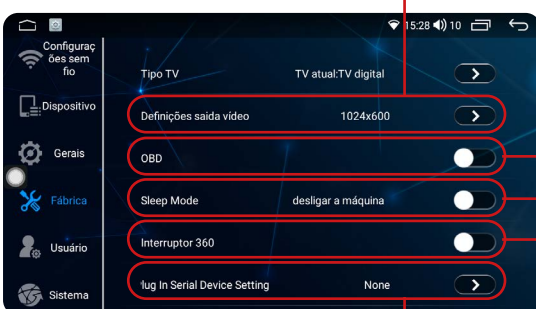 15:28 10
Configuraç
ões sem
fio
Dispositivo
Gerais
Fábrica
Usuário
Sistema
Tipo TV TV atual:TV digital
Definições saida vídeo 1024x600
OBD
Sleep Mode desligar a máquina
Interruptor 360
lug In Serial Device Setting None